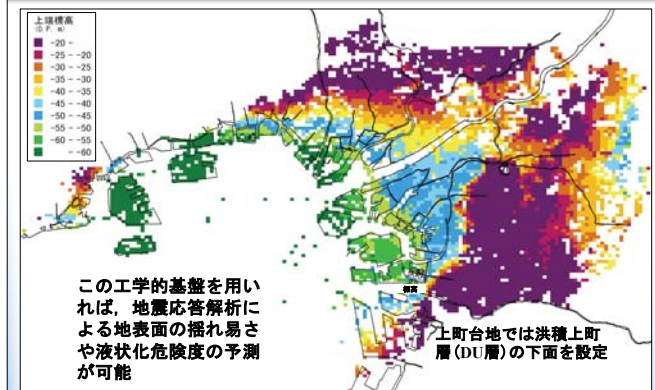 上端標高
(O.P. m)
-20 -
-25 - -20
-30 - -25
-35 - -30
-40 - -35
-45 - -40
-50 - -45
-55 - -50
-60 - -55
- -60
この工学的基盤を用い
れば，地震応答解析に
よる地表面の揺れ易さ
や液状化危険度の予測
が可能
上町台地では洪積上町
層(DU層)の下面を設定